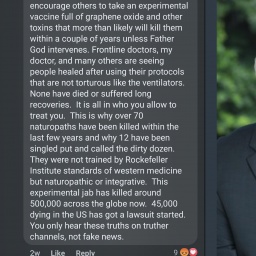 encourage others to take an experimental
vaccine full of graphene oxide and other
toxins that more than likely will kill them
within a couple of years unless Father
God intervenes. Frontline doctors, my
doctor, and many others are seeing
people healed after using their protocols
that are not torturous like the ventilators.
None have died or suffered long
recoveries.  It is all in who you allow to
treat you.  This is why over 70
naturopaths have been killed within the
last few years and why 12 have been
singled put and called the dirty dozen.
They were not trained by Rockefeller
Institute standards of western medicine
but naturopathic or integrative.  This
experimental jab has killed around
500,000 across the globe now.  45,000
dying in the US has got a lawsuit started.
You only hear these truths on truther
channels, not fake news.
2w Like Reply 9